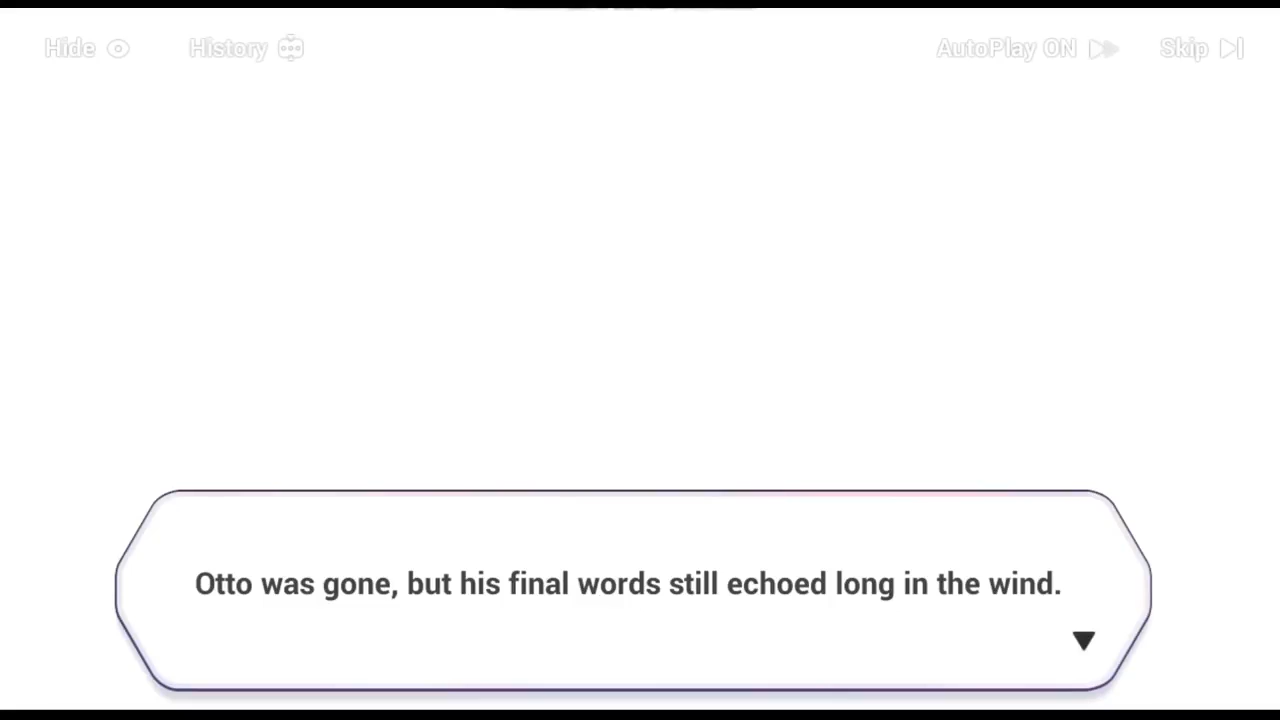 Hide
History
AutoPlay ON
Skip
Otto was gone, but his final words still echoed long in the wind.